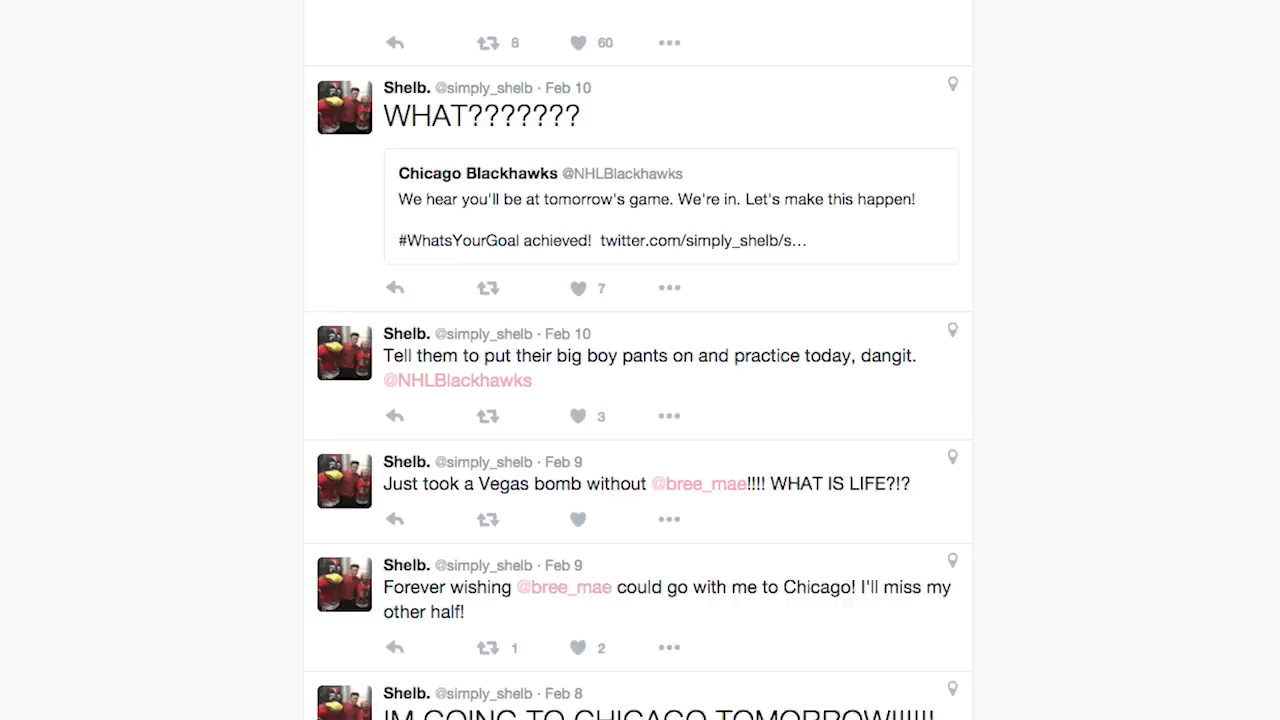 8 60
Shelb. @simply_shelb · Feb 10
WHAT???????
Chicago Blackhawks @NHLBlackhawks
We hear you'll be at tomorrow's game. We're in. Let's make this happen!
#WhatsYourGoal achieved! twitter.com/simply_shelb/s…
7
Shelb. @simply_shelb · Feb 10
Tell them to put their big boy pants on and practice today, dangit.
@NHLBlackhawks
3
Shelb. @simply_shelb · Feb 9
Just took a Vegas bomb without @bree_mae!!!! WHAT IS LIFE?!?
Shelb. @simply_shelb · Feb 9
Forever wishing @bree_mae could go with me to Chicago! I'll miss my
other half!
1 2
Shelb. @simply_shelb · Feb 8
IM GOING TO CHICAGO TOMORROW!!!!!!